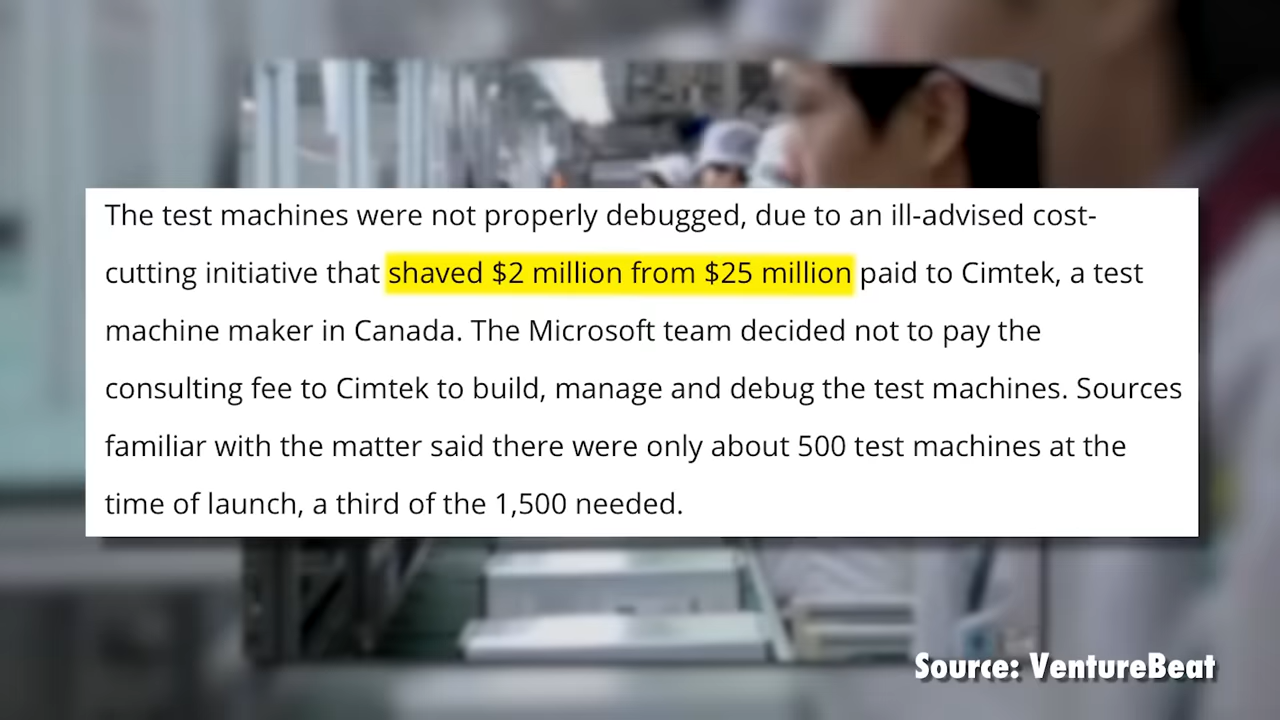 The test machines were not properly debugged, due to an ill-advised cost-
cutting initiative that shaved $2 million from $25 million paid to Cimtek, a test
machine maker in Canada. The Microsoft team decided not to pay the
consulting fee to Cimtek to build, manage and debug the test machines. Sources
familiar with the matter said there were only about 500 test machines at the
time of launch, a third of the 1,500 needed.
Source: VentureBeat